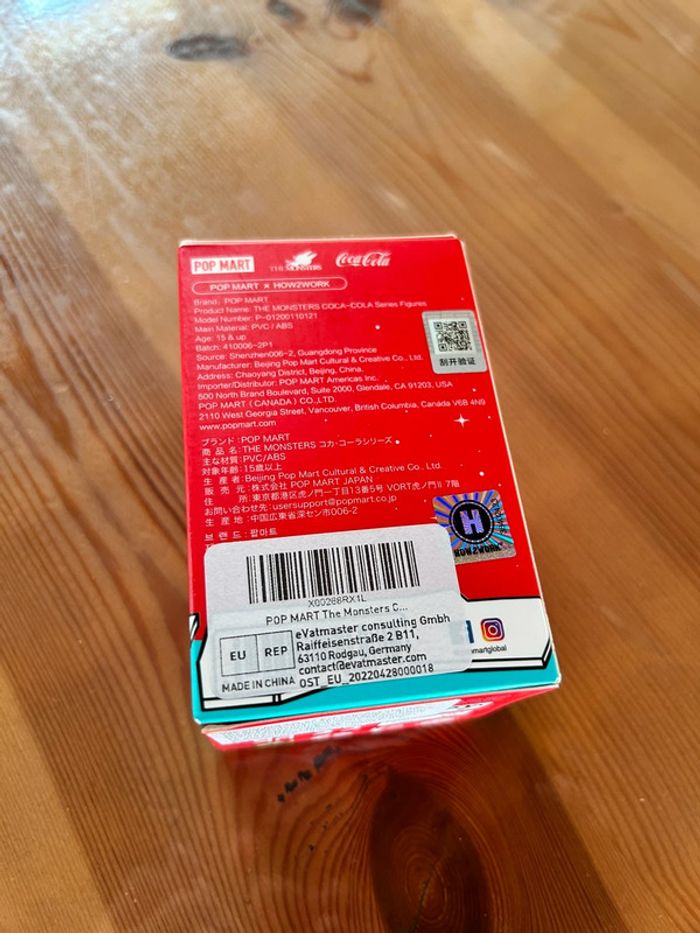 POP MART
THE MONSTERS
Coca-Cola
POP MART × HOW2WORK
Brand: POP MART
Product Name: THE MONSTERS COCA-COLA Series Figures
Model Number: P-01200110121
Main Material: PVC / ABS
Age: 15 & up
Batch: 410006-2P1
Source: Shenzhen006-2, Guangdong Province
Manufacturer: Beijing Pop Mart Cultural & Creative Co., Ltd.
Address: Chaoyang District, Beijing, China.
Importer/Distributor: POP MART Americas Inc.
500 North Brand Boulevard, Suite 2000, Glendale, CA 91203, USA
POP MART (CANADA) CO.,LTD.
2110 West Georgia Street, Vancouver, British Columbia, Canada V6B 4N9
www.popmart.com
刮开验证
ブランド:POP MART
商 品 名:THE MONSTERS コカ・コーラシリーズ
主な材質:PVC/ABS
対象年齢:15歳以上
生 産 者:Beijing Pop Mart Cultural & Creative Co., Ltd.
販 売 元:株式会社 POP MART JAPAN
住 所:東京都港区虎ノ門一丁目13番5号 VORT虎ノ門II 7階
お問い合わせ先:usersupport@popmart.co.jp
生 産 地:中国広東省深セン市006-2
브 랜 드:팝마트
H
HOW2WORK
X00288RX1L
POP MART The Monsters C...
EU REP
eVatmaster consulting GmbH
Raiffeisenstraße 2 B11,
63110 Rodgau, Germany
contact@evatmaster.com
MADE IN CHINA OST_EU_20220428000018
martglobal